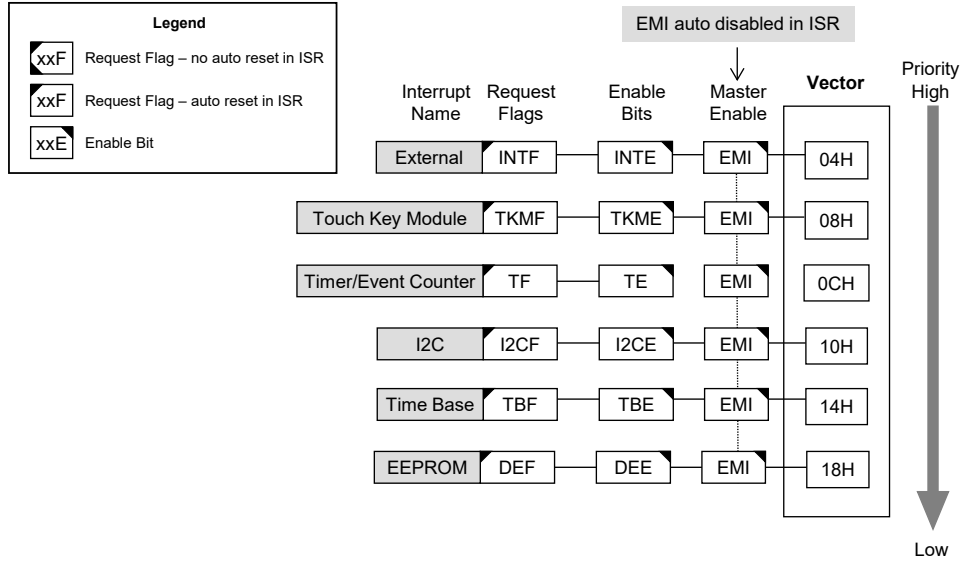 Legend
xxF Request Flag – no auto reset in ISR
xxF Request Flag – auto reset in ISR
xxE Enable Bit
EMI auto disabled in ISR
Interrupt Name
Request Flags
Enable Bits
Master Enable
Vector
Priority High
External INTF INTE EMI 04H
Touch Key Module TKMF TKME EMI 08H
Timer/Event Counter TF TE EMI 0CH
I2C I2CF I2CE EMI 10H
Time Base TBF TBE EMI 14H
EEPROM DEF DEE EMI 18H
Low